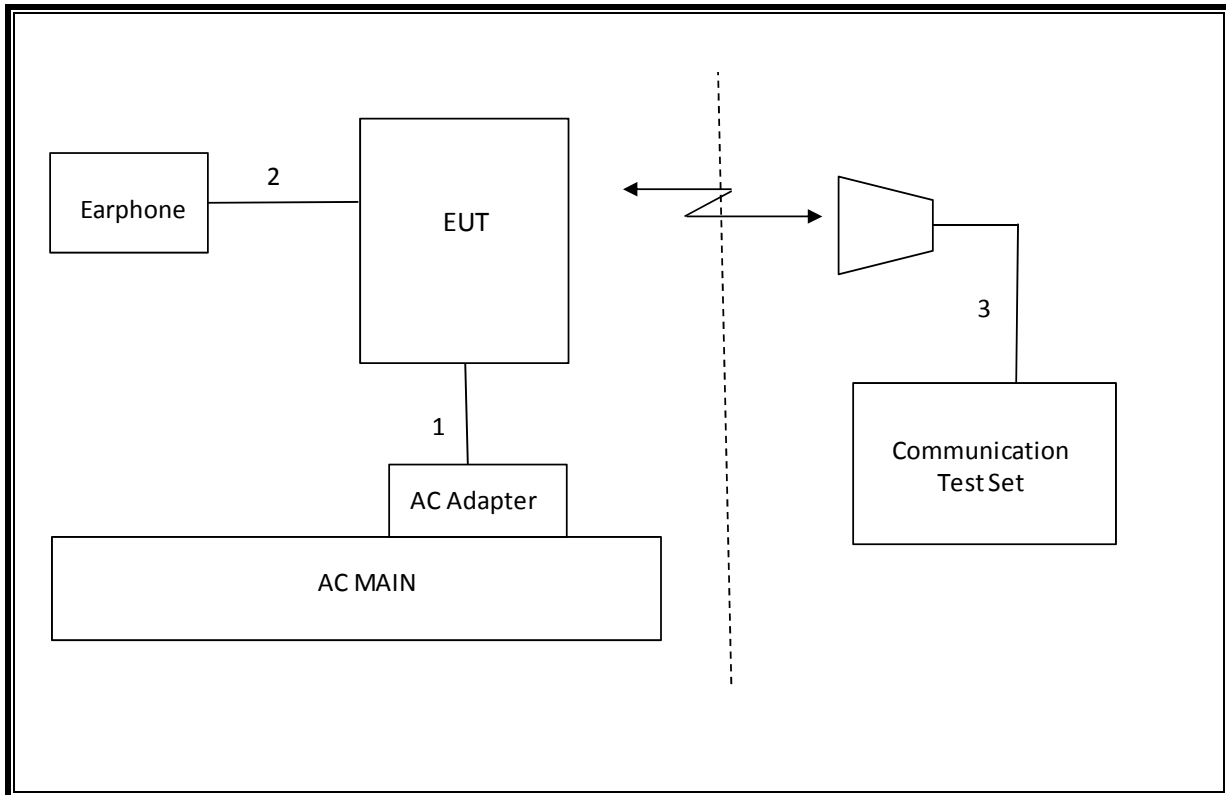 2
Earphone
EUT
3
1
Communication
Test Set
AC Adapter
AC MAIN